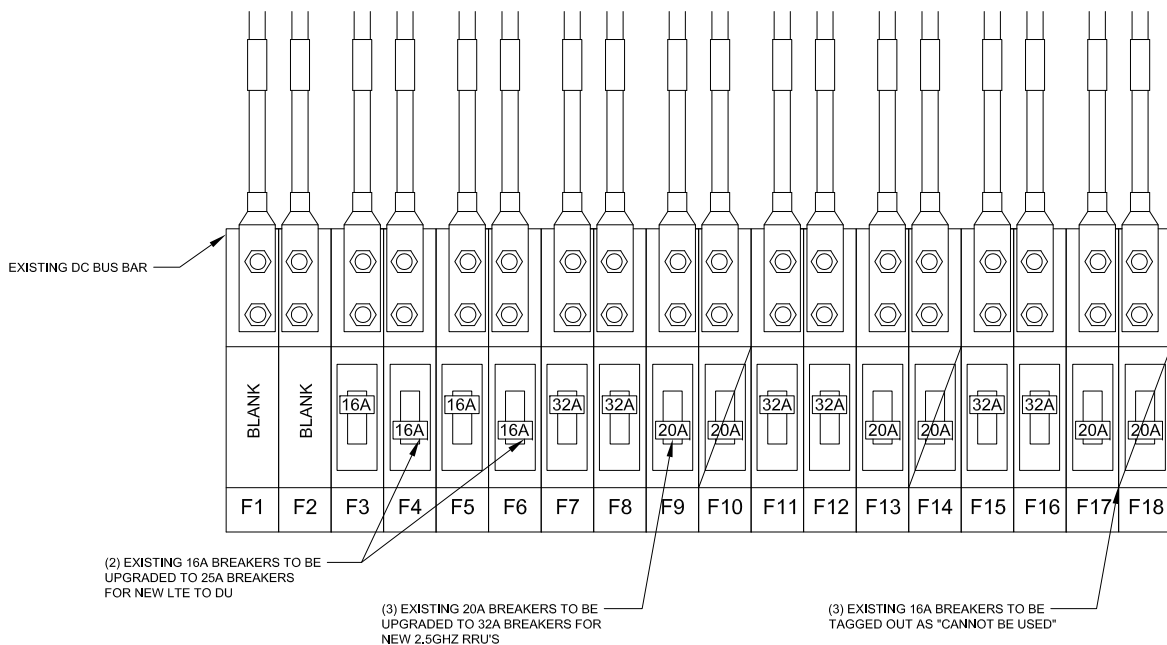 EXISTING DC BUS BAR
BLANK
BLANK
16A
16A
16A
16A
32A
32A
20A
20A
32A
32A
20A
20A
32A
32A
20A
20A
F1 F2 F3 F4 F5 F6 F7 F8 F9 F10 F11 F12 F13 F14 F15 F16 F17 F18
(2) EXISTING 16A BREAKERS TO BE
UPGRADED TO 25A BREAKERS
FOR NEW LTE TO DU
(3) EXISTING 20A BREAKERS TO BE
UPGRADED TO 32A BREAKERS FOR
NEW 2.5GHZ RRU'S
(3) EXISTING 16A BREAKERS TO BE
TAGGED OUT AS "CANNOT BE USED"